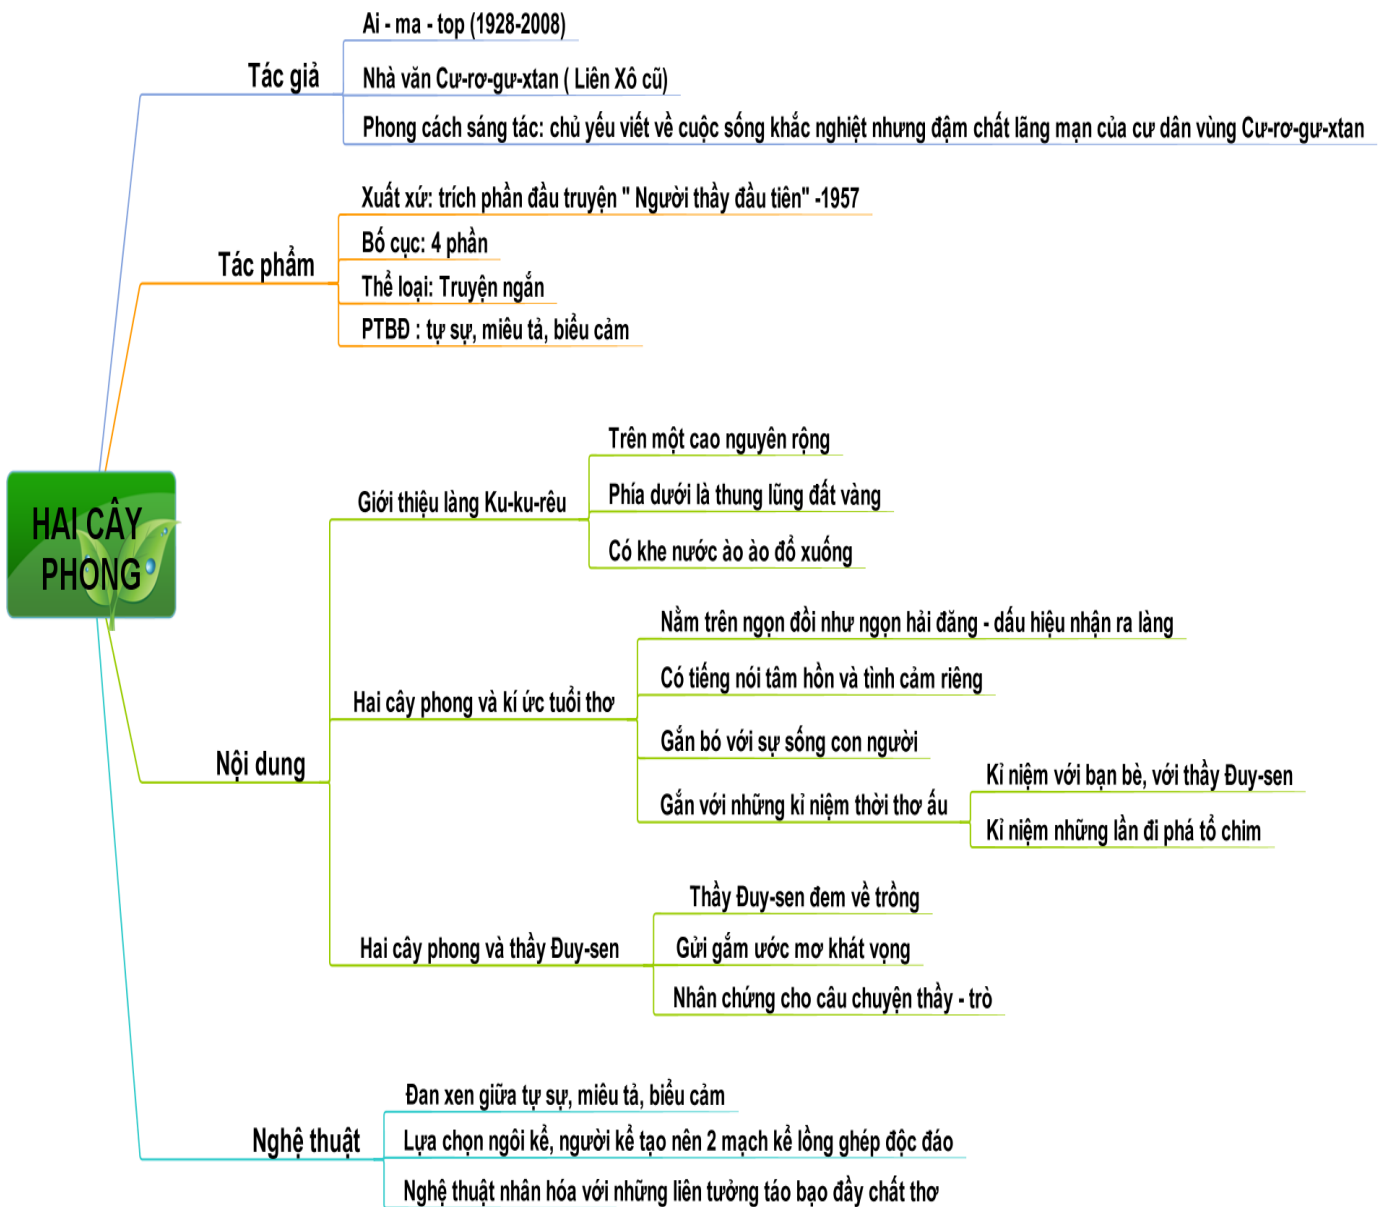 HAI CÂY
PHONG
Tác giả
Ai - ma - top (1928-2008)
Nhà văn Cư-rơ-gư-xtan ( Liên Xô cũ)
Phong cách sáng tác: chủ yếu viết về cuộc sống khắc nghiệt nhưng đậm chất lãng mạn của cư dân vùng Cư-rơ-gư-xtan
Tác phẩm
Xuất xứ: trích phần đầu truyện " Người thầy đầu tiên" -1957
Bố cục: 4 phần
Thể loại: Truyện ngắn
PTBĐ : tự sự, miêu tả, biểu cảm
Nội dung
Giới thiệu làng Ku-ku-rêu
Trên một cao nguyên rộng
Phía dưới là thung lũng đất vàng
Có khe nước ào ào đổ xuống
Hai cây phong và kí ức tuổi thơ
Nằm trên ngọn đồi như ngọn hải đăng - dấu hiệu nhận ra làng
Có tiếng nói tâm hồn và tình cảm riêng
Gắn bó với sự sống con người
Gắn với những kỉ niệm thời thơ ấu
Kỉ niệm với bạn bè, với thầy Đuy-sen
Kỉ niệm những lần đi phá tổ chim
Hai cây phong và thầy Đuy-sen
Thầy Đuy-sen đem về trồng
Gửi gắm ước mơ khát vọng
Nhân chứng cho câu chuyện thầy - trò
Nghệ thuật
Đan xen giữa tự sự, miêu tả, biểu cảm
Lựa chọn ngôi kể, người kể tạo nên 2 mạch kể lồng ghép độc đáo
Nghệ thuật nhân hóa với những liên tưởng táo bạo đầy chất thơ